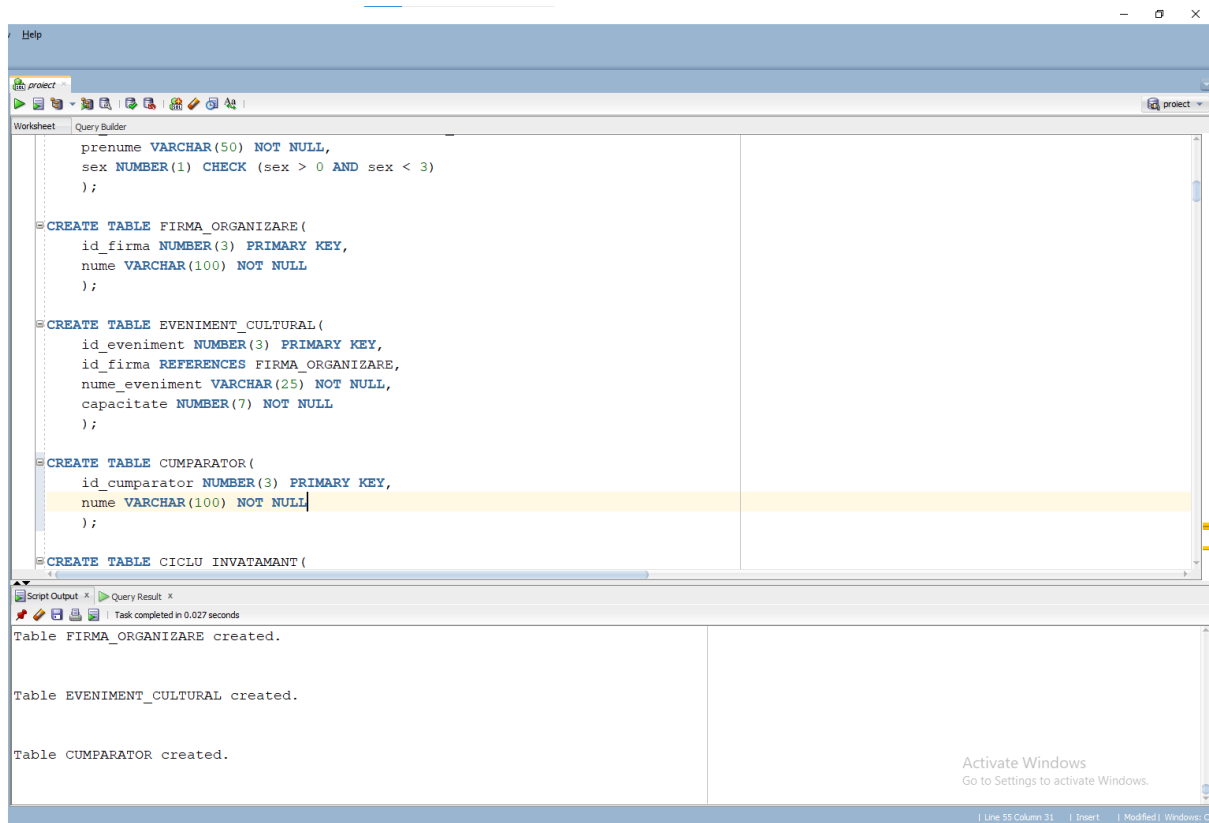 Help
proiect
proiect
Worksheet Query Builder
prenume VARCHAR(50) NOT NULL,
sex NUMBER(1) CHECK (sex > 0 AND sex < 3)
);
CREATE TABLE FIRMA_ORGANIZARE(
id_firma NUMBER(3) PRIMARY KEY,
nume VARCHAR(100) NOT NULL
);
CREATE TABLE EVENIMENT_CULTURAL(
id_eveniment NUMBER(3) PRIMARY KEY,
id_firma REFERENCES FIRMA_ORGANIZARE,
nume_eveniment VARCHAR(25) NOT NULL,
capacitate NUMBER(7) NOT NULL
);
CREATE TABLE CUMPARATOR(
id_cumparator NUMBER(3) PRIMARY KEY,
nume VARCHAR(100) NOT NULL
);
CREATE TABLE CICLU_INVATAMANT(
Script Output x Query Result x
Task completed in 0.027 seconds
Table FIRMA_ORGANIZARE created.
Table EVENIMENT_CULTURAL created.
Table CUMPARATOR created.
Activate Windows
Go to Settings to activate Windows.
| Line 55 Column 31 | Insert | Modified | Windows: C